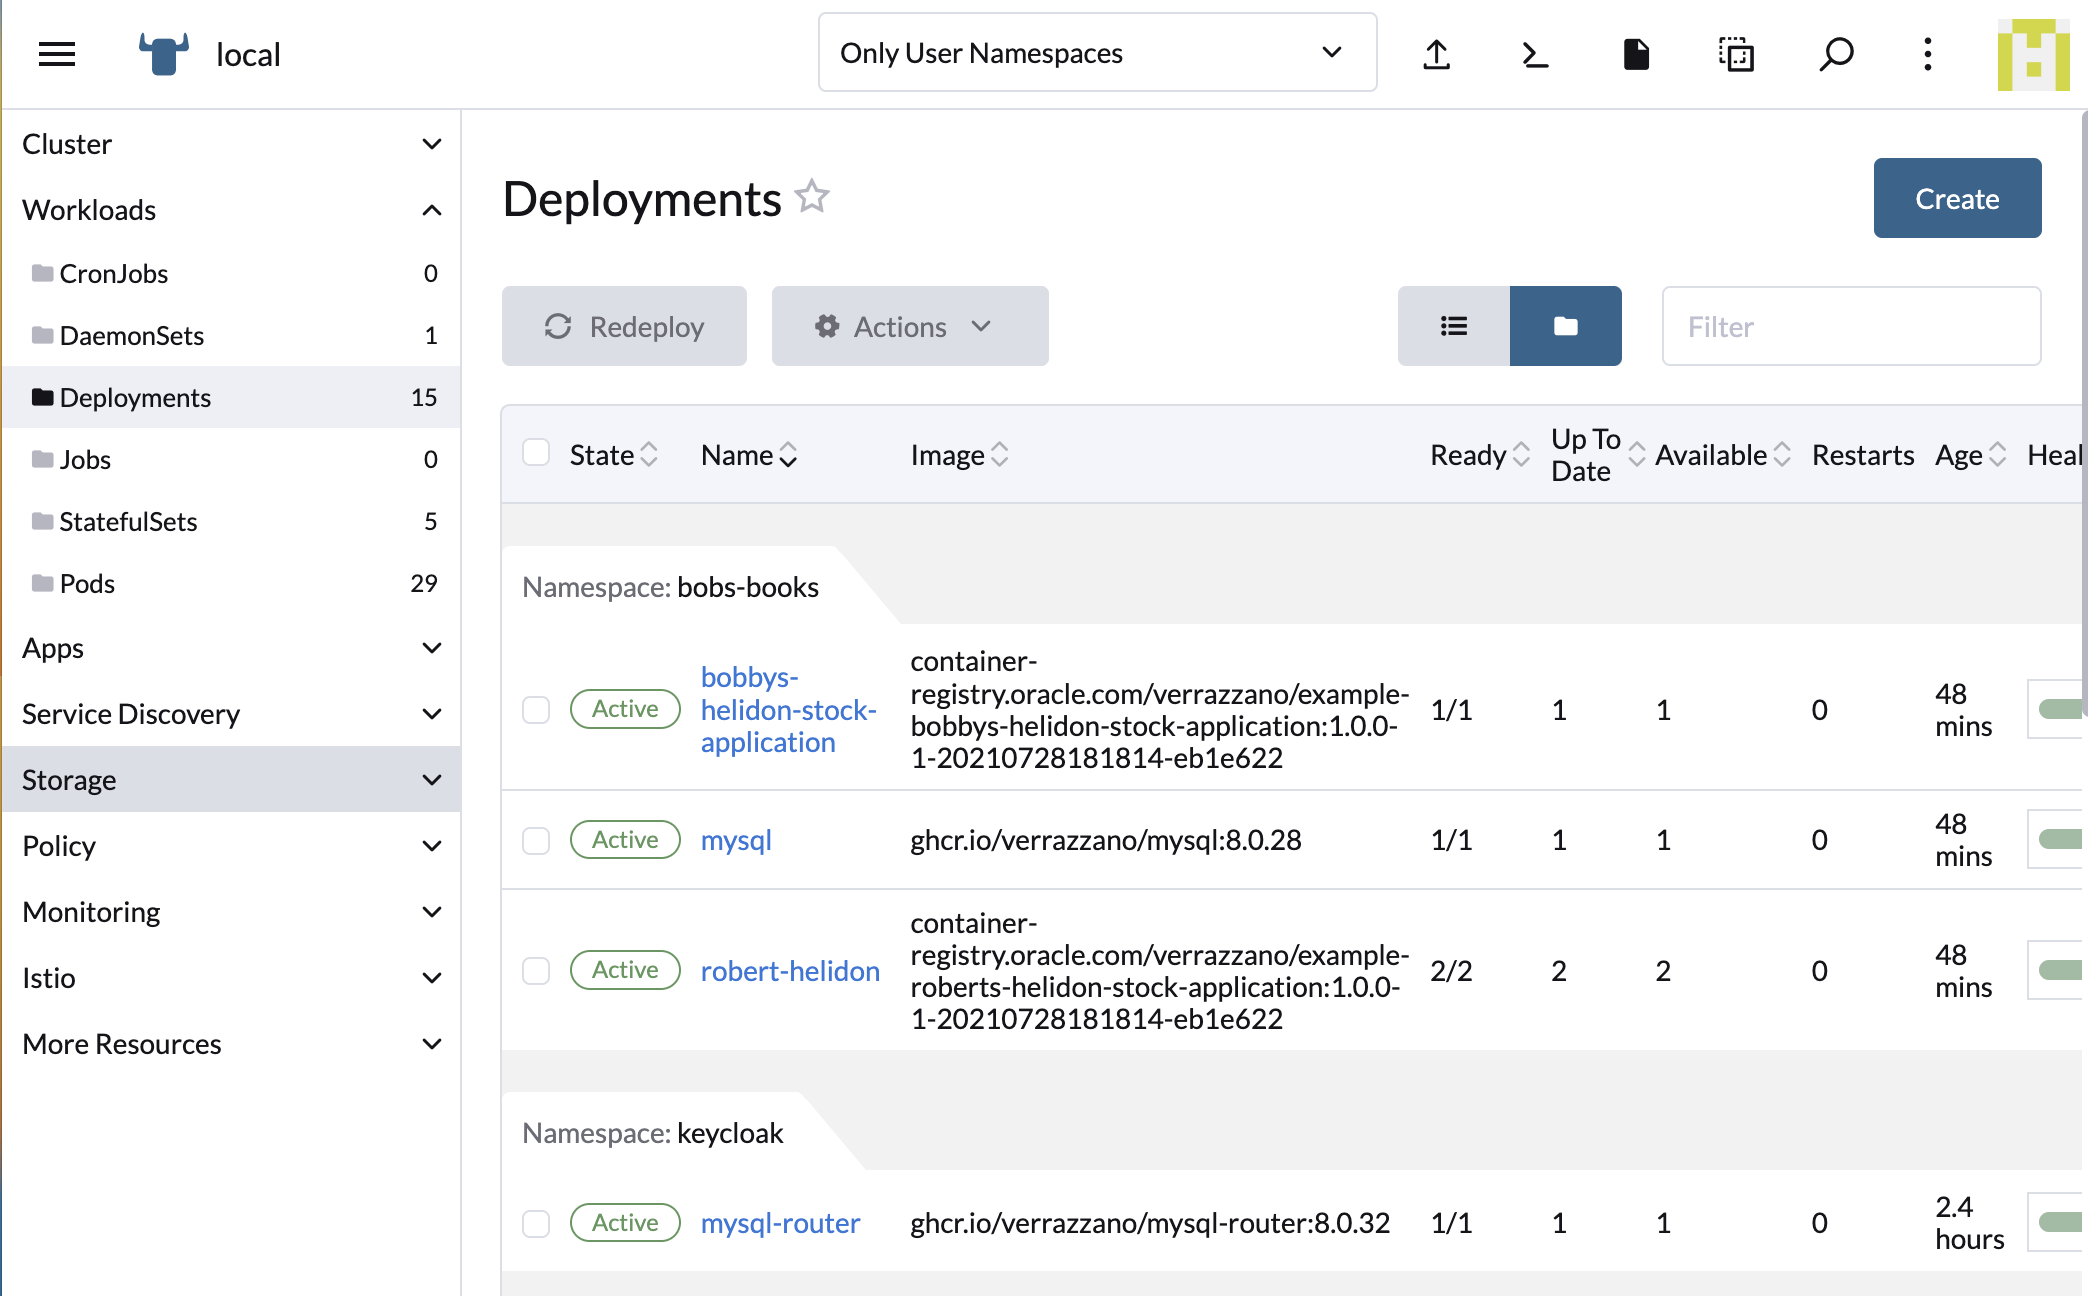 local
Only User Namespaces
Cluster
Workloads
CronJobs 0
DaemonSets 1
Deployments 15
Jobs 0
StatefulSets 5
Pods 29
Apps
Service Discovery
Storage
Policy
Monitoring
Istio
More Resources
Deployments
Create
Redeploy
Actions
Filter
State Name Image Ready Up To Date Available Restarts Age Heal
Namespace: bobs-books
Active
bobbys-
helidon-stock-
application
container-
registry.oracle.com/verrazzano/example-
bobbys-helidon-stock-application:1.0.0-
1-20210728181814-eb1e622
1/1 1 1 0
48
mins
Active mysql ghcr.io/verrazzano/mysql:8.0.28 1/1 1 1 0
48
mins
Active robert-helidon
container-
registry.oracle.com/verrazzano/example-
roberts-helidon-stock-application:1.0.0-
1-20210728181814-eb1e622
2/2 2 2 0
48
mins
Namespace: keycloak
Active mysql-router ghcr.io/verrazzano/mysql-router:8.0.32 1/1 1 1 0
2.4
hours